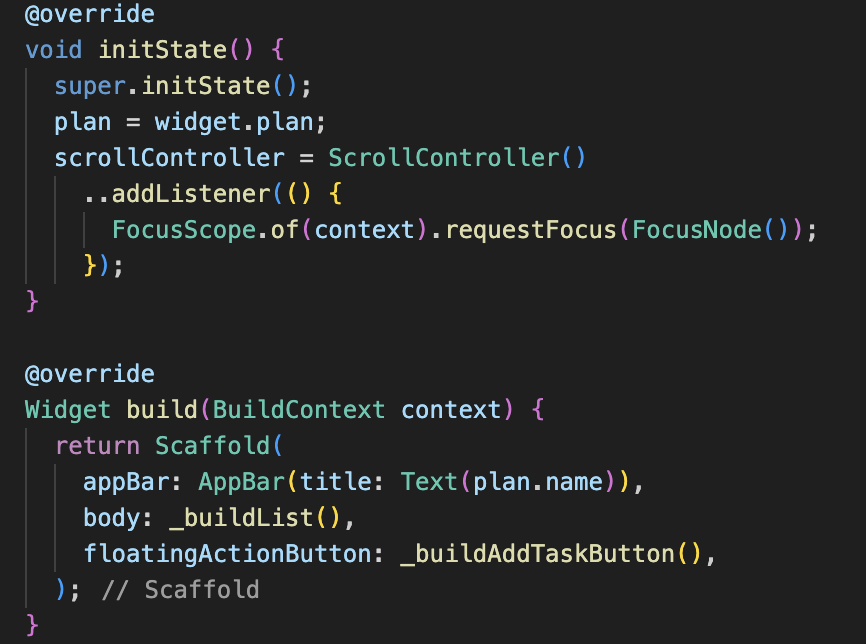 @override
void initState() {
  super.initState();
  plan = widget.plan;
  scrollController = ScrollController()
    ..addListener(() {
      FocusScope.of(context).requestFocus(FocusNode());
    });
}

@override
Widget build(BuildContext context) {
  return Scaffold(
    appBar: AppBar(title: Text(plan.name)),
    body: _buildList(),
    floatingActionButton: _buildAddTaskButton(),
  ); // Scaffold
}